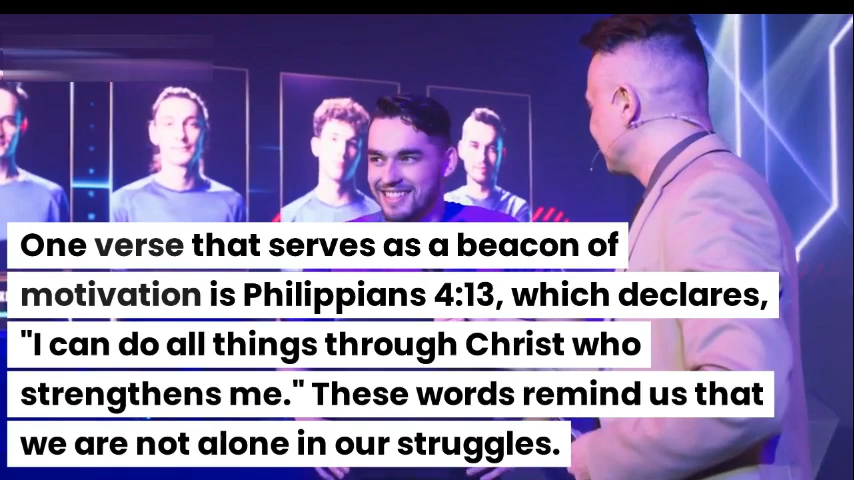 One verse that serves as a beacon of
motivation is Philippians 4:13, which declares,
"I can do all things through Christ who
strengthens me." These words remind us that
we are not alone in our struggles.